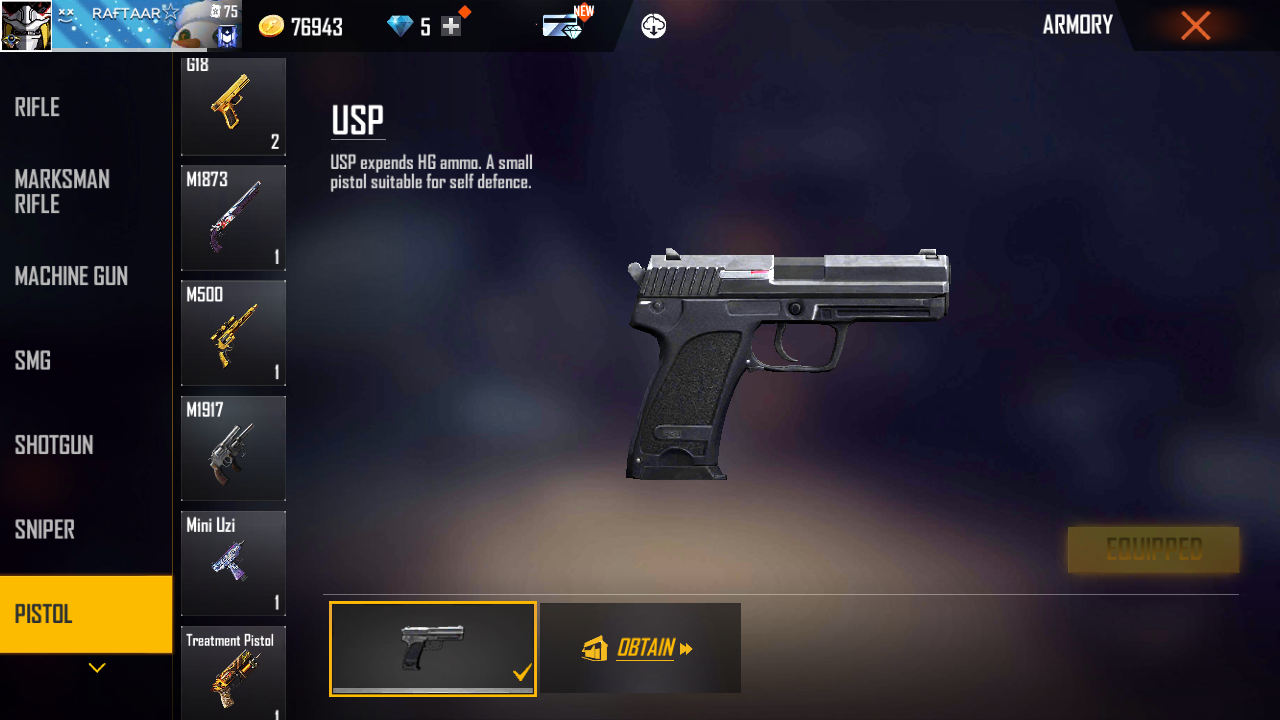 RAFTAAR☆
75
76943
5
NEW
ARMORY
RIFLE
MARKSMAN
RIFLE
MACHINE GUN
SMG
SHOTGUN
SNIPER
PISTOL
G18
2
M1873
1
M500
1
M1917
Mini Uzi
1
Treatment Pistol
1
USP
USP expends HG ammo. A small
pistol suitable for self defence.
EQUIPPED
OBTAIN